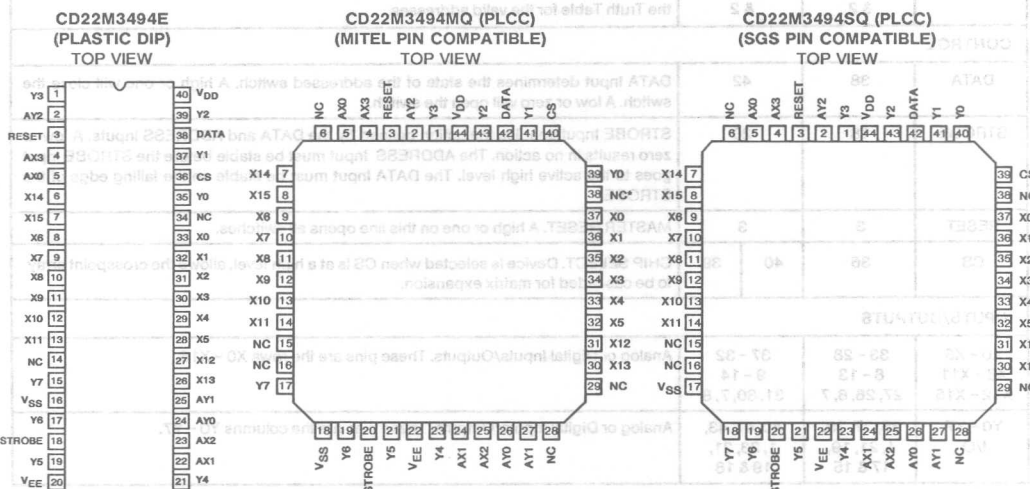 CD22M3494E
(PLASTIC DIP)
TOP VIEW
Y3 1
AY2 2
RESET 3
AX3 4
AX0 5
X14 6
X15 7
X6 8
X7 9
X8 10
X9 11
X10 12
X11 13
NC 14
Y7 15
VSS 16
Y6 17
STROBE 18
Y5 19
VEE 20
40 VDD
39 Y2
38 DATA
37 Y1
36 CS
35 Y0
34 NC
33 X0
32 X1
31 X2
30 X3
29 X4
28 X5
27 X12
26 X13
25 AY1
24 AY0
23 AX2
22 AX1
21 Y4
CD22M3494MQ (PLCC)
(MITEL PIN COMPATIBLE)
TOP VIEW
NC AX0 AX3 RESET AY2 Y3 VDD Y2 DATA Y1 CS
6 5 4 3 2 1 44 43 42 41 40
X14 7
X15 8
X6 9
X7 10
X8 11
X9 12
X10 13
X11 14
NC 15
NC 16
Y7 17
39 Y0
38 NC*
37 X0
36 X1
35 X2
34 X3
33 X4
32 X5
31 X12
30 X13
29 NC
18 19 20 21 22 23 24 25 26 27 28
VSS Y6 STROBE Y5 VEE Y4 AX1 AX2 AY0 AY1 NC
CD22M3494SQ (PLCC)
(SGS PIN COMPATIBLE)
TOP VIEW
NC AX0 AX3 RESET AY2 Y3 VDD Y2 DATA Y1 Y0
6 5 4 3 2 1 44 43 42 41 40
X14 7
X15 8
X6 9
X7 10
X8 11
X9 12
X10 13
X11 14
NC 15
NC 16
VSS 17
39 CS
38 NC
37 X0
36 X1
35 X2
34 X3
33 X4
32 X5
31 X1
30 X1
29 NC
18 19 20 21 22 23 24 25 26 27 28
Y7 Y6 STROBE Y5 VEE Y4 AX1 AX2 AY0 AY1 NC